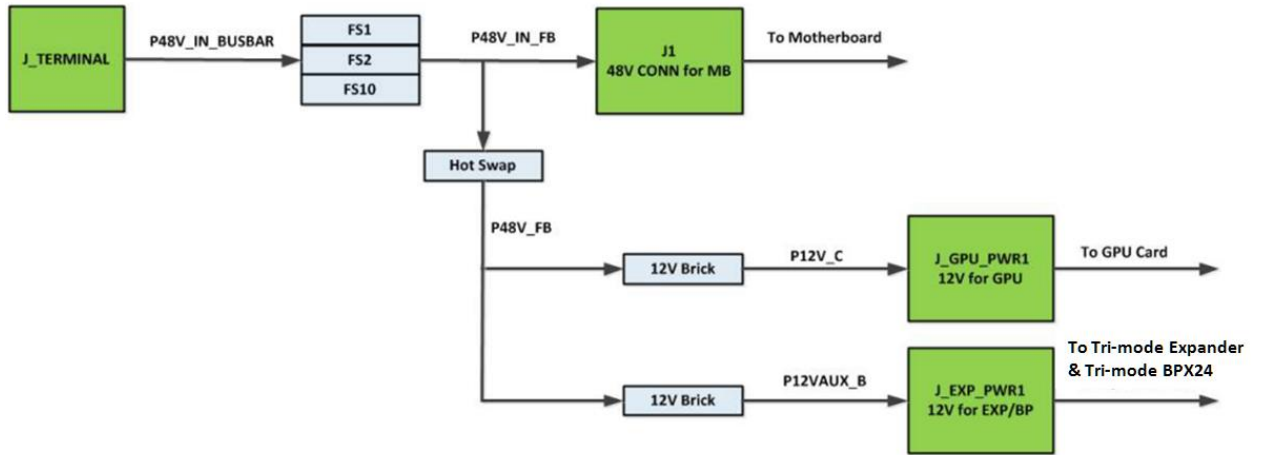 J_TERMINAL
P48V_IN_BUSBAR
FS1
FS2
FS10
P48V_IN_FB
J1
48V CONN for MB
To Motherboard
Hot Swap
P48V_FB
12V Brick
P12V_C
J_GPU_PWR1
12V for GPU
To GPU Card
12V Brick
P12VAUX_B
J_EXP_PWR1
12V for EXP/BP
To Tri-mode Expander
& Tri-mode BPX24